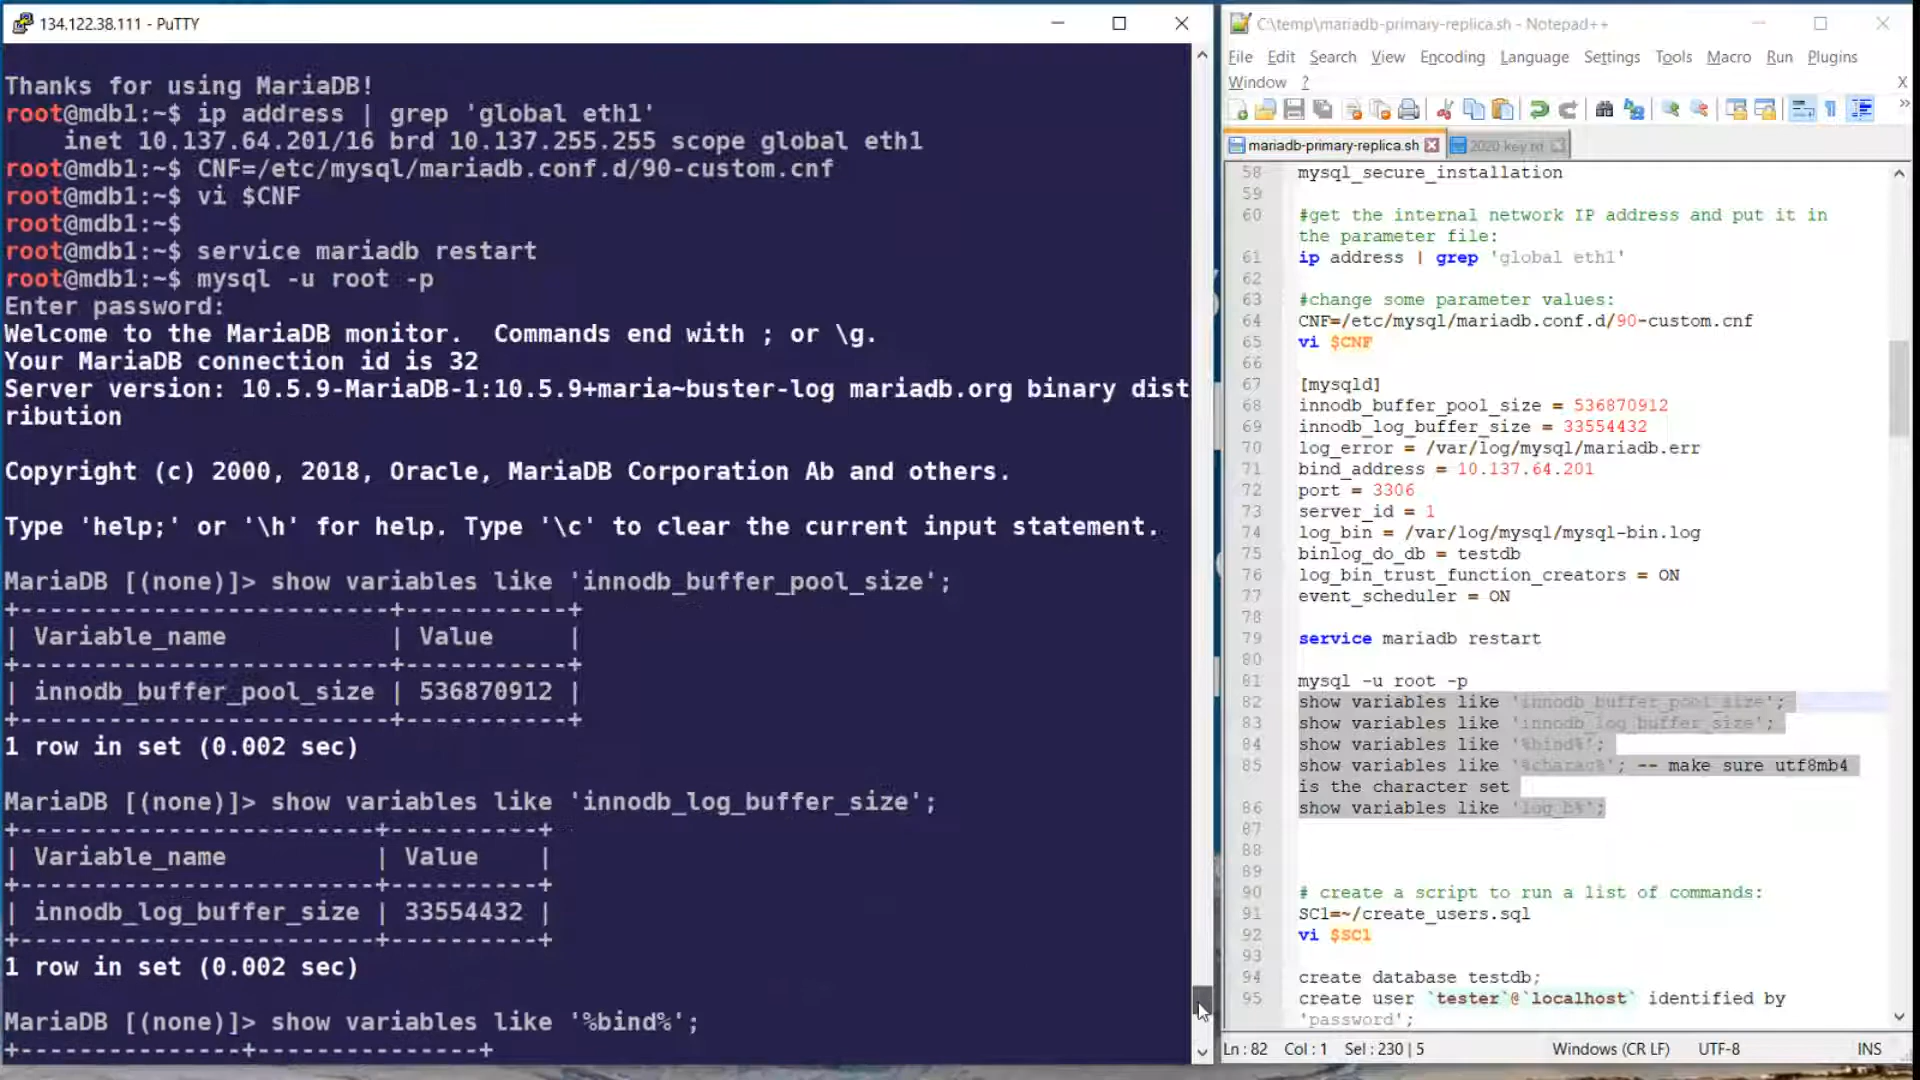 134.122.38.111 - PuTTY
Thanks for using MariaDB!
root@mdb1:~$ ip address | grep 'global eth1'
    inet 10.137.64.201/16 brd 10.137.255.255 scope global eth1
root@mdb1:~$ CNF=/etc/mysql/mariadb.conf.d/90-custom.cnf
root@mdb1:~$ vi $CNF
root@mdb1:~$
root@mdb1:~$ service mariadb restart
root@mdb1:~$ mysql -u root -p
Enter password:
Welcome to the MariaDB monitor.  Commands end with ; or \g.
Your MariaDB connection id is 32
Server version: 10.5.9-MariaDB-1:10.5.9+maria~buster-log mariadb.org binary dist
ribution
Copyright (c) 2000, 2018, Oracle, MariaDB Corporation Ab and others.
Type 'help;' or '\h' for help. Type '\c' to clear the current input statement.
MariaDB [(none)]> show variables like 'innodb_buffer_pool_size';
+-------------------------+-----------+
| Variable_name           | Value     |
+-------------------------+-----------+
| innodb_buffer_pool_size | 536870912 |
+-------------------------+-----------+
1 row in set (0.002 sec)
MariaDB [(none)]> show variables like 'innodb_log_buffer_size';
+------------------------+----------+
| Variable_name          | Value    |
+------------------------+----------+
| innodb_log_buffer_size | 33554432 |
+------------------------+----------+
1 row in set (0.002 sec)
MariaDB [(none)]> show variables like '%bind%';
+---------------+---------------+
C:\temp\mariadb-primary-replica.sh - Notepad++
File Edit Search View Encoding Language Settings Tools Macro Run Plugins
Window ? X
mariadb-primary-replica.sh 2020 key.rd
58 mysql_secure_installation
59
60 #get the internal network IP address and put it in
the parameter file:
61 ip address | grep 'global eth1'
62
63 #change some parameter values:
64 CNF=/etc/mysql/mariadb.conf.d/90-custom.cnf
65 vi $CNF
66
67 [mysqld]
68 innodb_buffer_pool_size = 536870912
69 innodb_log_buffer_size = 33554432
70 log_error = /var/log/mysql/mariadb.err
71 bind_address = 10.137.64.201
72 port = 3306
73 server_id = 1
74 log_bin = /var/log/mysql/mysql-bin.log
75 binlog_do_db = testdb
76 log_bin_trust_function_creators = ON
77 event_scheduler = ON
78
79 service mariadb restart
80
81 mysql -u root -p
82 show variables like 'innodb_buffer_pool_size';
83 show variables like 'innodb_log_buffer_size';
84 show variables like '%bind%';
85 show variables like '%charac%'; -- make sure utf8mb4
is the character set
86 show variables like 'log_b%';
87
88
89
90 # create a script to run a list of commands:
91 SC1=~/create_users.sql
92 vi $SC1
93
94 create database testdb;
95 create user `tester`@`localhost` identified by
'password';
Ln : 82 Col : 1 Sel : 230 | 5 Windows (CR LF) UTF-8 INS